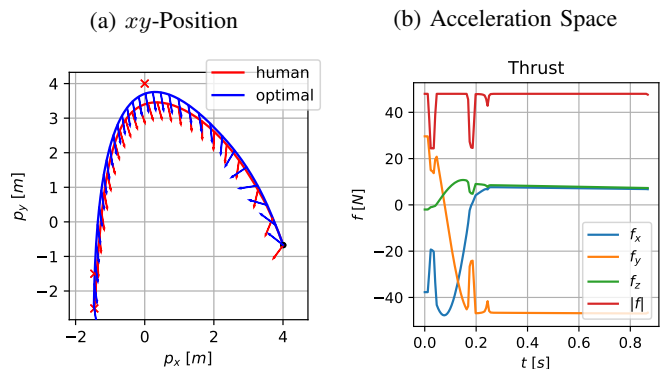 (a) xy-Position
human
optimal
4
3
2
1
0
−1
−2
p_y [m]
−2
0
2
4
p_x [m]
(b) Acceleration Space
Thrust
40
20
0
−20
−40
f [N]
f_x
f_y
f_z
|f|
0.0
0.2
0.4
0.6
0.8
t [s]